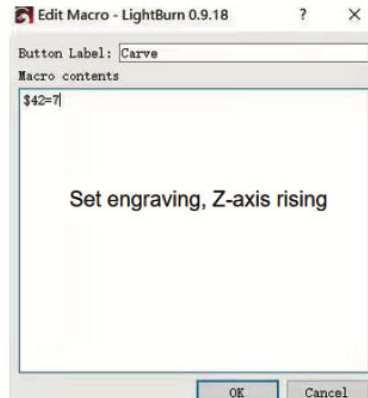 Edit Macro - LightBurn 0.9.18 ? ×
Button Label: Carve
Macro contents
$42=7
Set engraving, Z-axis rising
OK Cancel